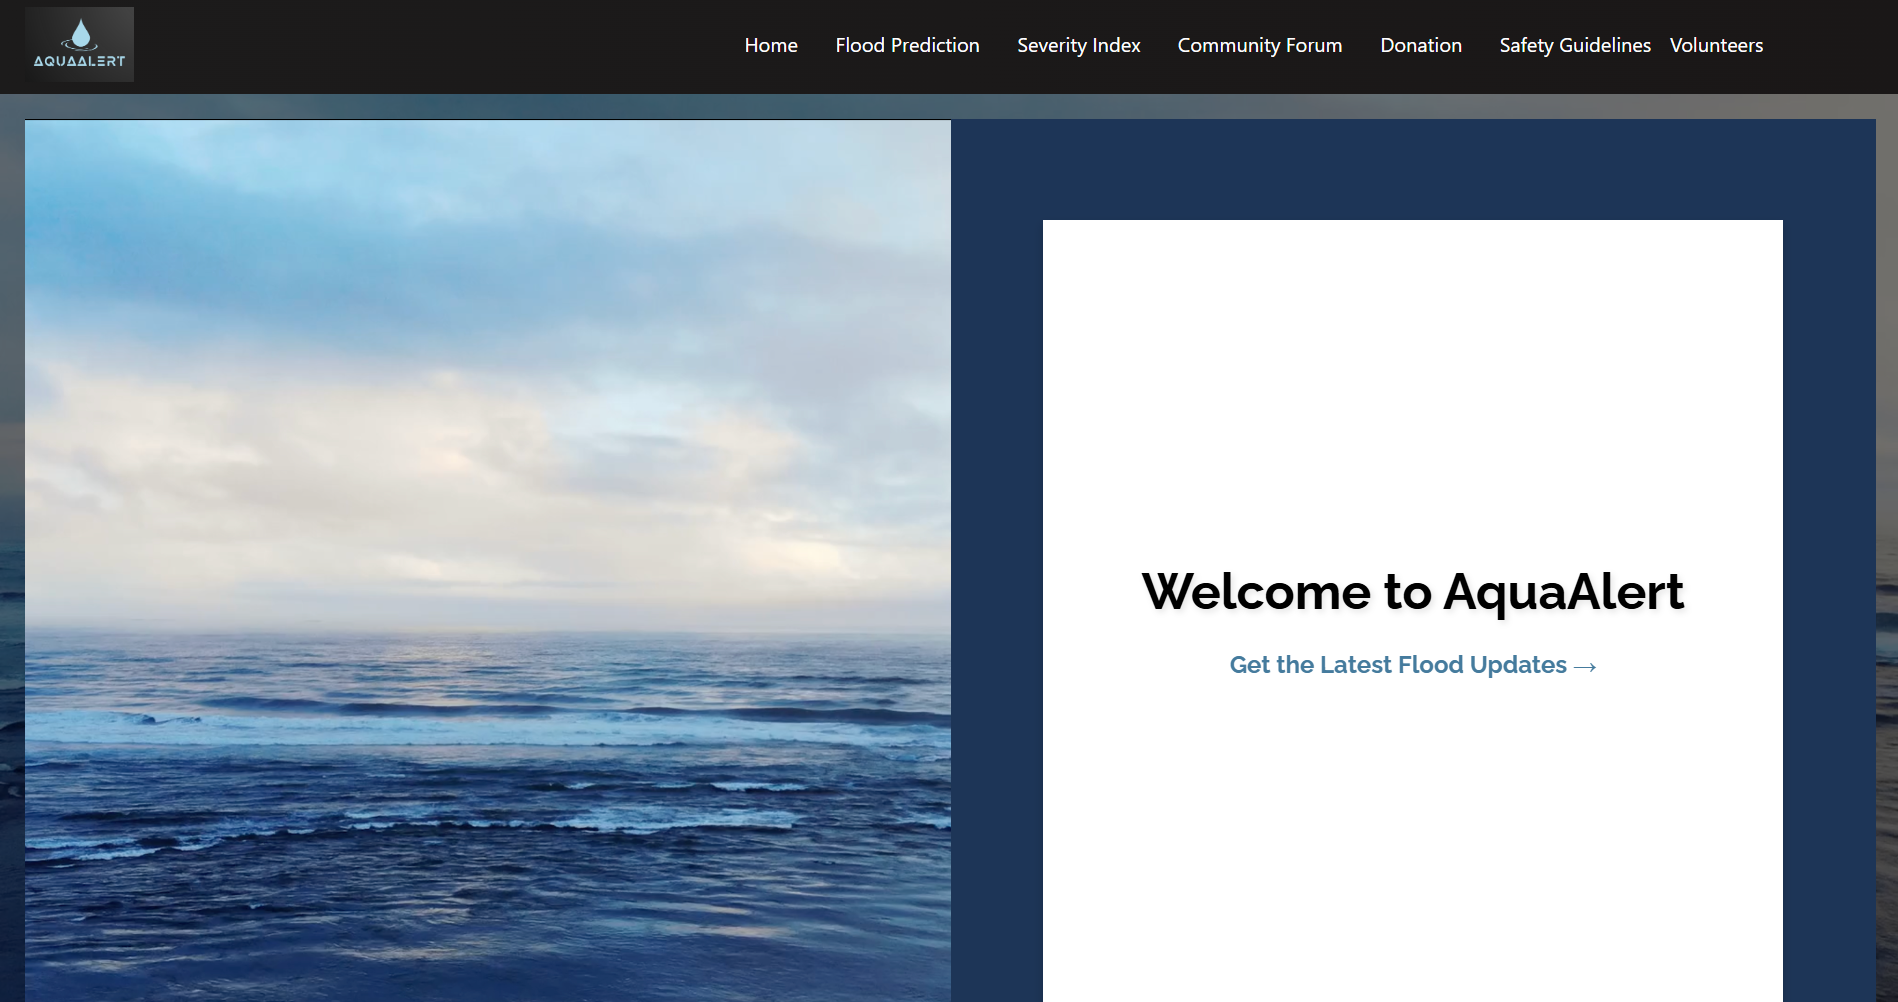 AQUAALERT
Home Flood Prediction Severity Index Community Forum Donation Safety Guidelines Volunteers
Welcome to AquaAlert
Get the Latest Flood Updates →